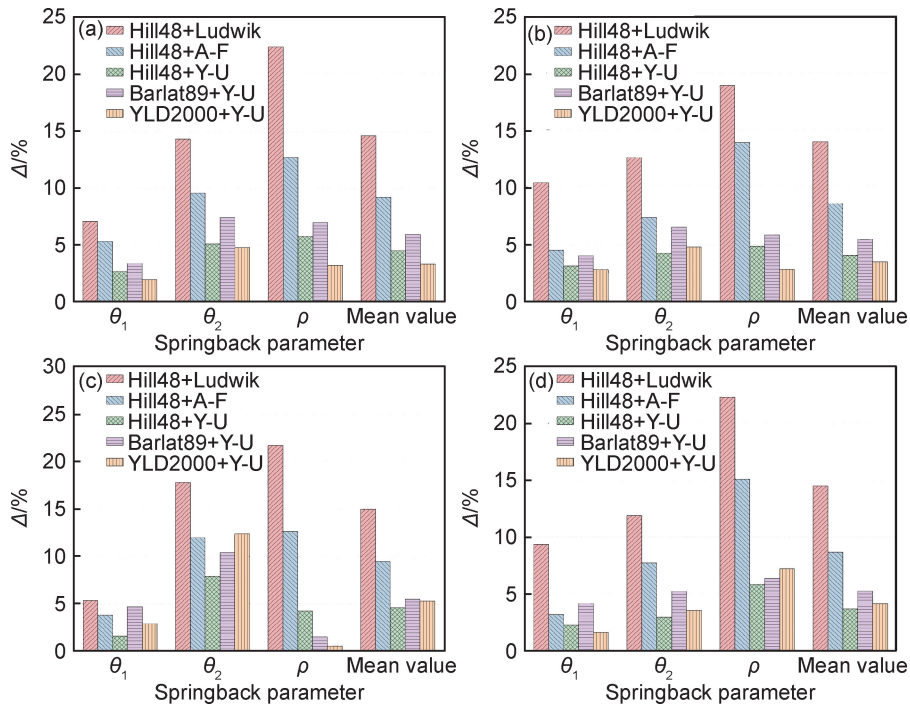 (a)
Hill48+Ludwik
Hill48+A-F
Hill48+Y-U
Barlat89+Y-U
YLD2000+Y-U
25
20
15
10
5
0
Δ/%
θ1
θ2
ρ
Mean value
Springback parameter
(b)
Hill48+Ludwik
Hill48+A-F
Hill48+Y-U
Barlat89+Y-U
YLD2000+Y-U
25
20
15
10
5
0
Δ/%
θ1
θ2
ρ
Mean value
Springback parameter
(c)
Hill48+Ludwik
Hill48+A-F
Hill48+Y-U
Barlat89+Y-U
YLD2000+Y-U
30
25
20
15
10
5
0
Δ/%
θ1
θ2
ρ
Mean value
Springback parameter
(d)
Hill48+Ludwik
Hill48+A-F
Hill48+Y-U
Barlat89+Y-U
YLD2000+Y-U
25
20
15
10
5
0
Δ/%
θ1
θ2
ρ
Mean value
Springback parameter